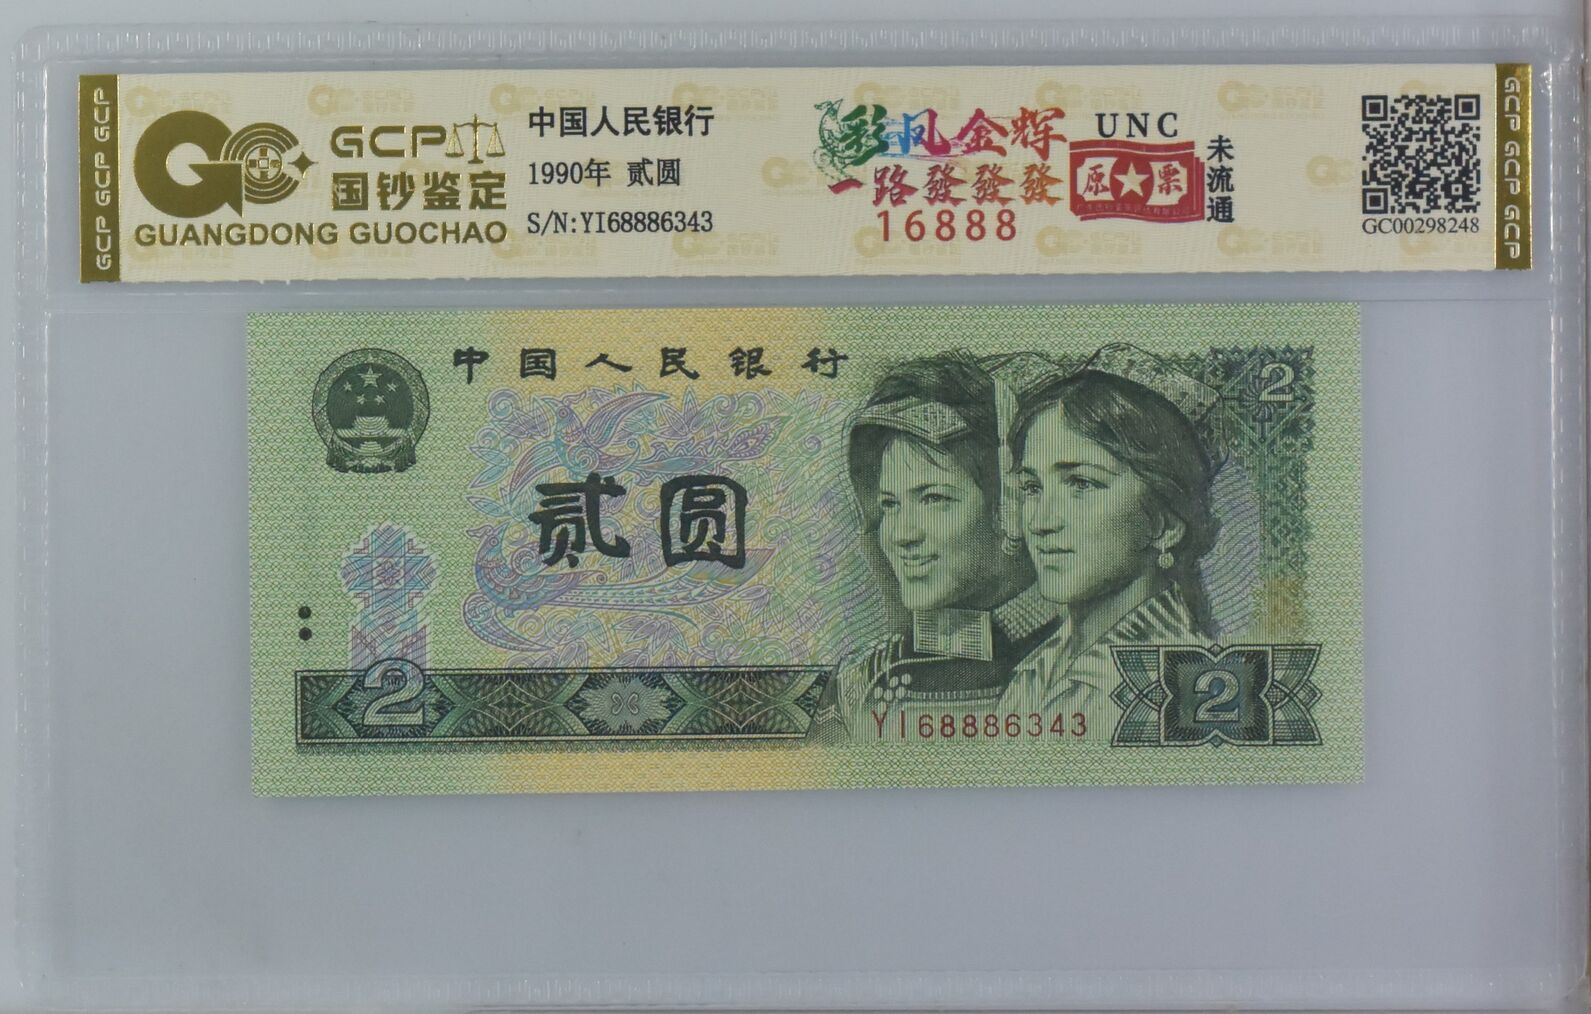 GCP GCP GCP
GCP
国钞鉴定
GUANGDONG GUOCHAO
中国人民银行
1990年 贰圆
S/N:YI68886343
彩凤金辉
一路發發發
16888
UNC
原票
未流通
GC00298248
GCP GCP GCP
中国人民银行
2
贰圆
2
YI68886343
2